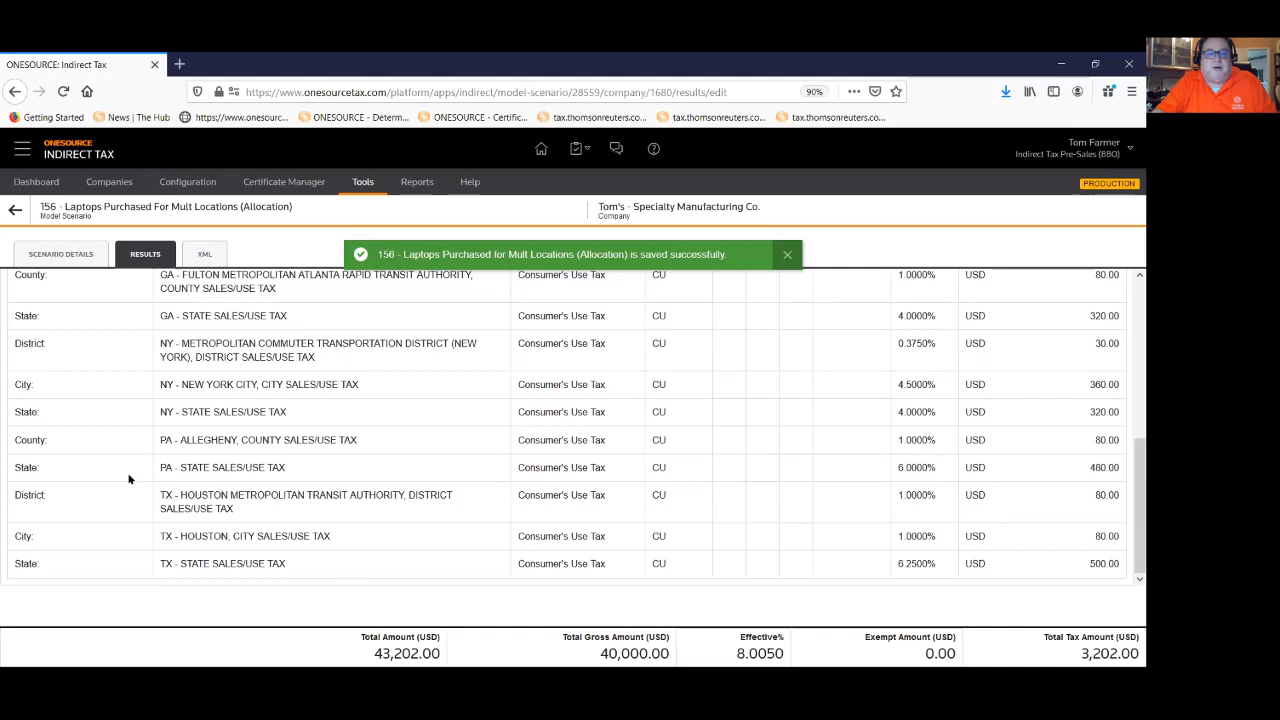 ONESOURCE: Indirect Tax
https://www.onesourcetax.com/platform/apps/indirect/model-scenario/28559/company/1680/results/edit 90%
Getting Started News | The Hub https://www.onesourc... ONESOURCE - Determ... ONESOURCE - Certific... tax.thomsonreuters.co... tax.thomsonreuters.co... tax.thomsonreuters.co...
ONESOURCE
INDIRECT TAX
Tom Farmer
Indirect Tax Pre-Sales (880)
Dashboard Companies Configuration Certificate Manager Tools Reports Help PRODUCTION
156 - Laptops Purchased For Mult Locations (Allocation)
Model Scenario
Tom's - Specialty Manufacturing Co.
Company
SCENARIO DETAILS RESULTS XML
156 - Laptops Purchased for Mult Locations (Allocation) is saved successfully.
County: GA - FULTON METROPOLITAN ATLANTA RAPID TRANSIT AUTHORITY, Consumer's Use Tax CU 1.0000% USD 80.00
COUNTY SALES/USE TAX
State: GA - STATE SALES/USE TAX Consumer's Use Tax CU 4.0000% USD 320.00
District: NY - METROPOLITAN COMMUTER TRANSPORTATION DISTRICT (NEW Consumer's Use Tax CU 0.3750% USD 30.00
YORK), DISTRICT SALES/USE TAX
City: NY - NEW YORK CITY, CITY SALES/USE TAX Consumer's Use Tax CU 4.5000% USD 360.00
State: NY - STATE SALES/USE TAX Consumer's Use Tax CU 4.0000% USD 320.00
County: PA - ALLEGHENY, COUNTY SALES/USE TAX Consumer's Use Tax CU 1.0000% USD 80.00
State: PA - STATE SALES/USE TAX Consumer's Use Tax CU 6.0000% USD 480.00
District: TX - HOUSTON METROPOLITAN TRANSIT AUTHORITY, DISTRICT Consumer's Use Tax CU 1.0000% USD 80.00
SALES/USE TAX
City: TX - HOUSTON, CITY SALES/USE TAX Consumer's Use Tax CU 1.0000% USD 80.00
State: TX - STATE SALES/USE TAX Consumer's Use Tax CU 6.2500% USD 500.00
Total Amount (USD) Total Gross Amount (USD) Effective% Exempt Amount (USD) Total Tax Amount (USD)
43,202.00 40,000.00 8.0050 0.00 3,202.00